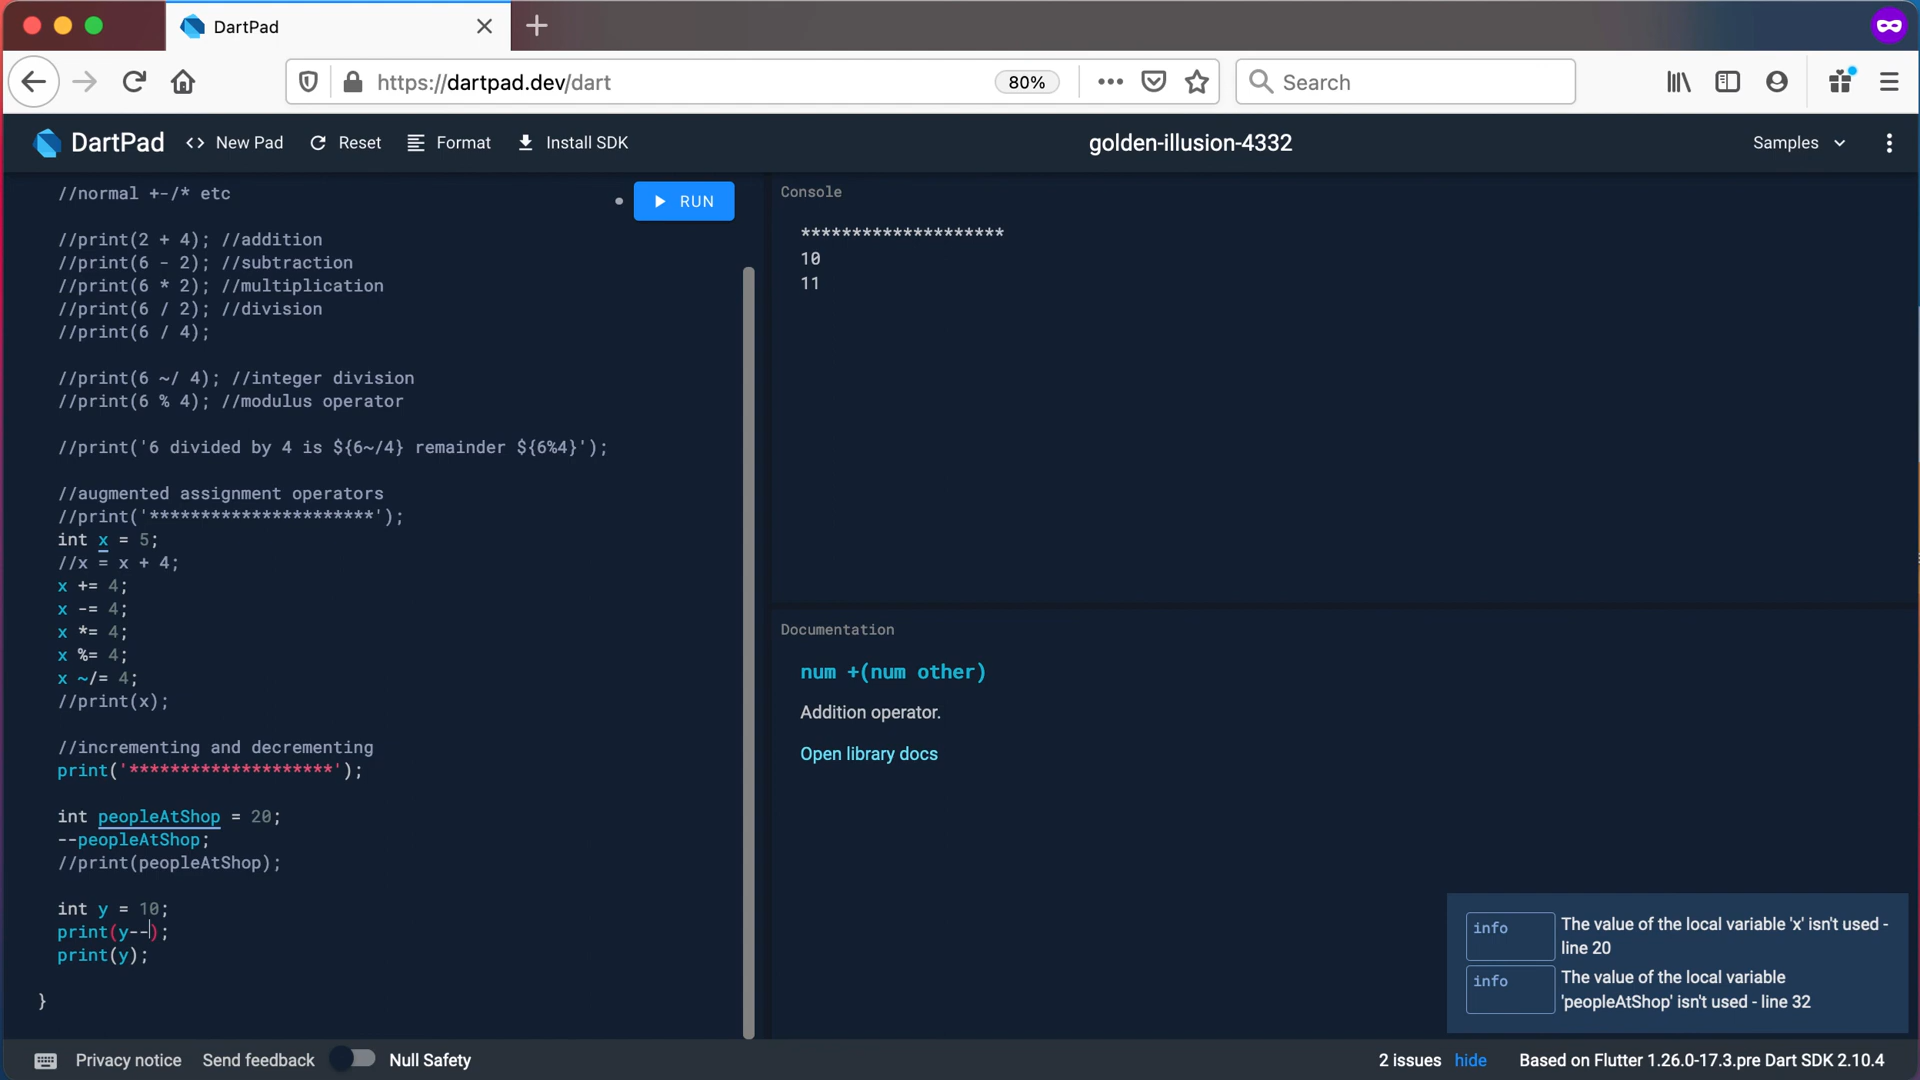 DartPad
https://dartpad.dev/dart
80%
Search
DartPad
<> New Pad
Reset
Format
Install SDK
golden-illusion-4332
Samples
//normal +-/* etc
RUN
//print(2 + 4); //addition
//print(6 - 2); //subtraction
//print(6 * 2); //multiplication
//print(6 / 2); //division
//print(6 / 4);
//print(6 ~/ 4); //integer division
//print(6 % 4); //modulus operator
//print('6 divided by 4 is ${6~/4} remainder ${6%4}');
//augmented assignment operators
//print('**********************');
int x = 5;
//x = x + 4;
x += 4;
x -= 4;
x *= 4;
x %= 4;
x ~/= 4;
//print(x);
//incrementing and decrementing
print('********************');
int peopleAtShop = 20;
--peopleAtShop;
//print(peopleAtShop);
int y = 10;
print(y--);
print(y);
}
Console
********************
10
11
Documentation
num +(num other)
Addition operator.
Open library docs
info
The value of the local variable 'x' isn't used -
line 20
info
The value of the local variable
'peopleAtShop' isn't used - line 32
Privacy notice
Send feedback
Null Safety
2 issues
hide
Based on Flutter 1.26.0-17.3.pre Dart SDK 2.10.4